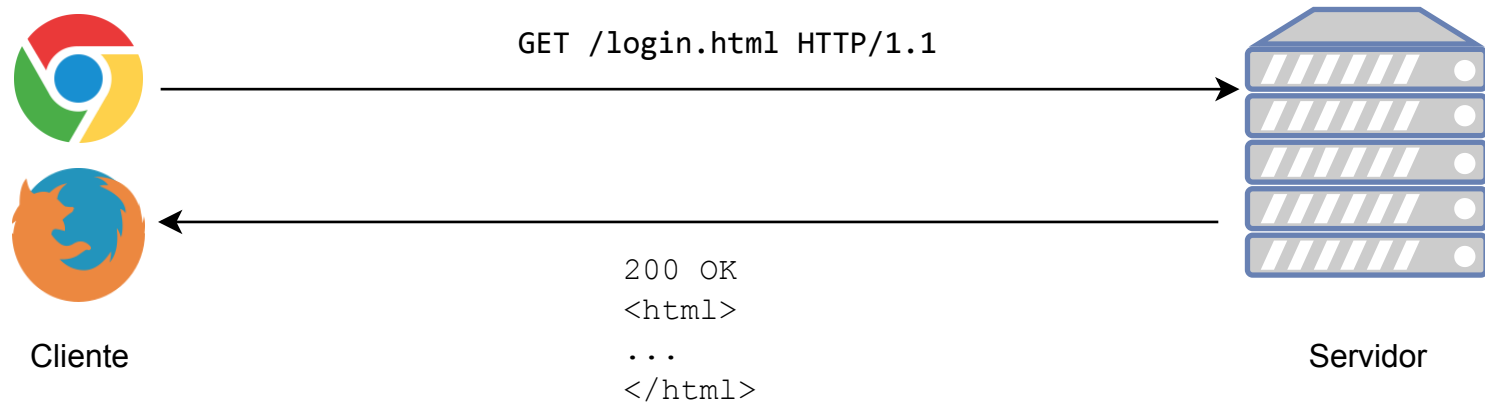 GET /login.html HTTP/1.1
200 OK
<html>
...
</html>
Cliente
Servidor